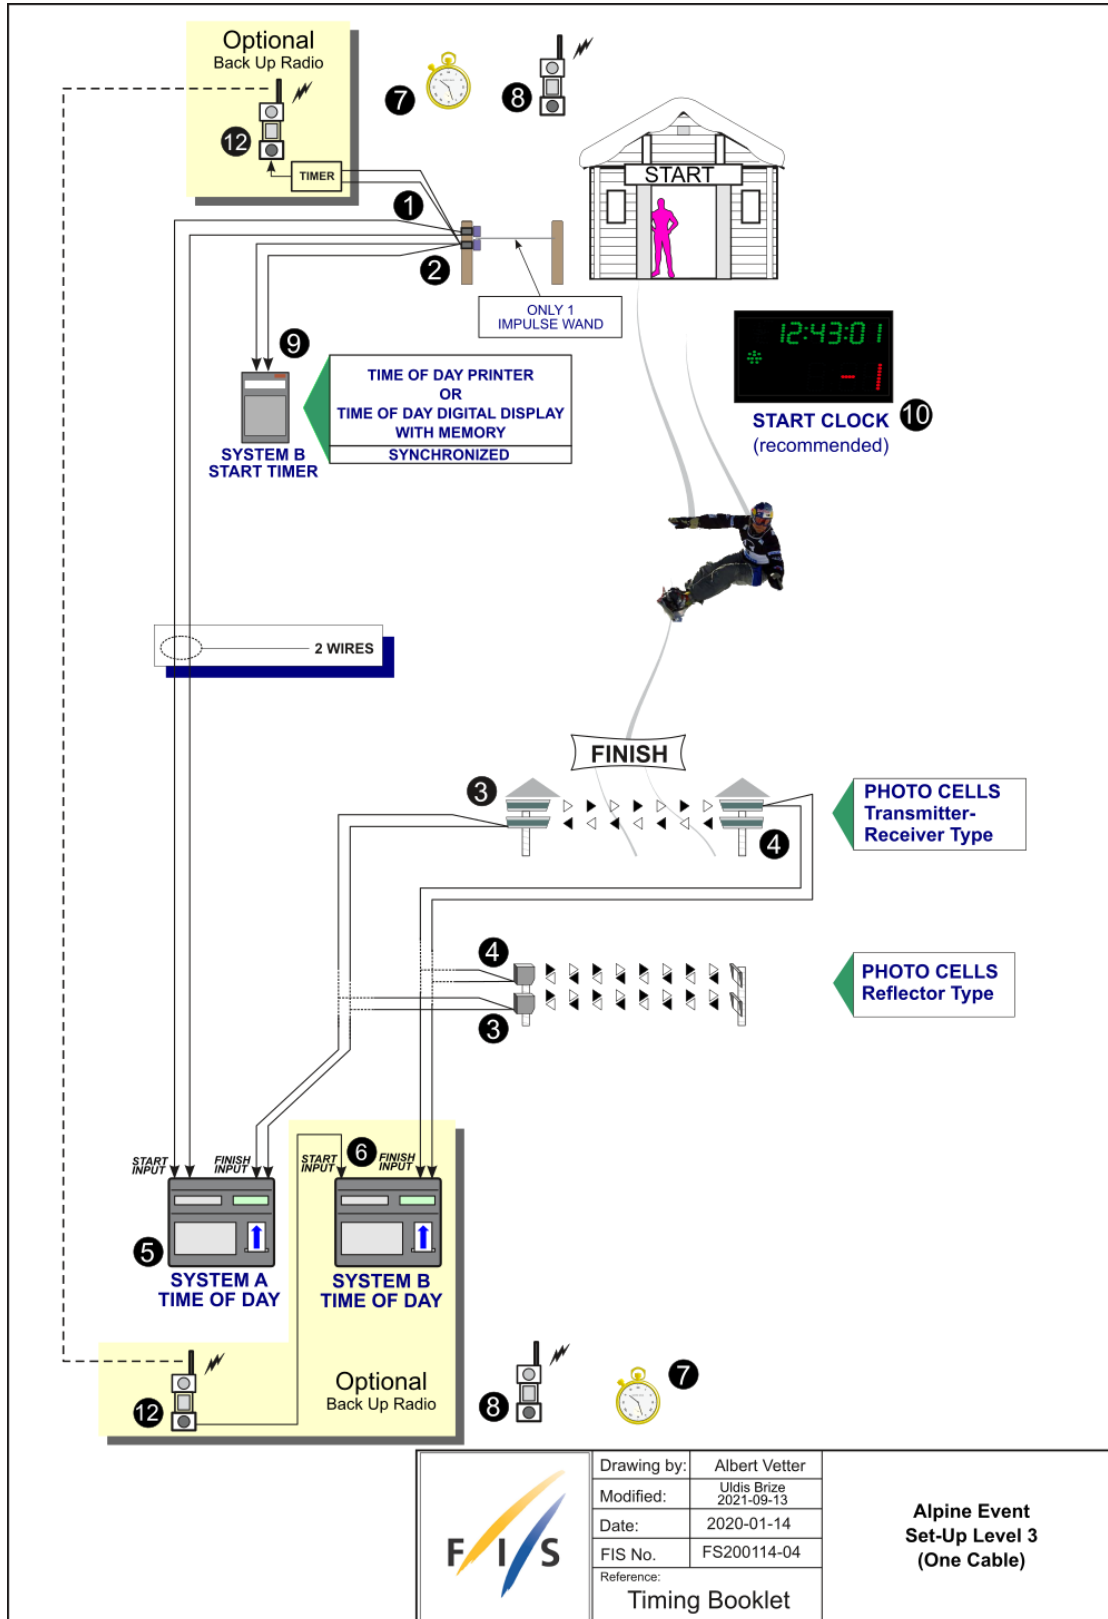 Optional
Back Up Radio
7
8
12
TIMER
START
1
2
ONLY 1
IMPULSE WAND
12:43:01
- 1
START CLOCK
(recommended)
10
9
TIME OF DAY PRINTER
OR
TIME OF DAY DIGITAL DISPLAY
WITH MEMORY
SYNCHRONIZED
SYSTEM B
START TIMER
2 WIRES
FINISH
3
4
PHOTO CELLS
Transmitter-
Receiver Type
4
3
PHOTO CELLS
Reflector Type
START
INPUT
FINISH
INPUT
START
INPUT
6
FINISH
INPUT
5
SYSTEM A
TIME OF DAY
SYSTEM B
TIME OF DAY
12
Optional
Back Up Radio
8
7
FIS
Drawing by: Albert Vetter
Modified: Uldis Brize
2021-09-13
Date: 2020-01-14
FIS No. FS200114-04
Reference:
Timing Booklet
Alpine Event
Set-Up Level 3
(One Cable)